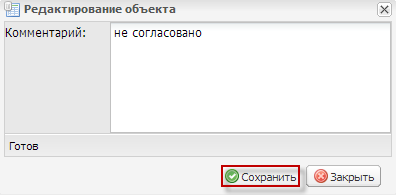 Редактирование объекта
Комментарий: не согласовано
Готов
Сохранить Закрыть